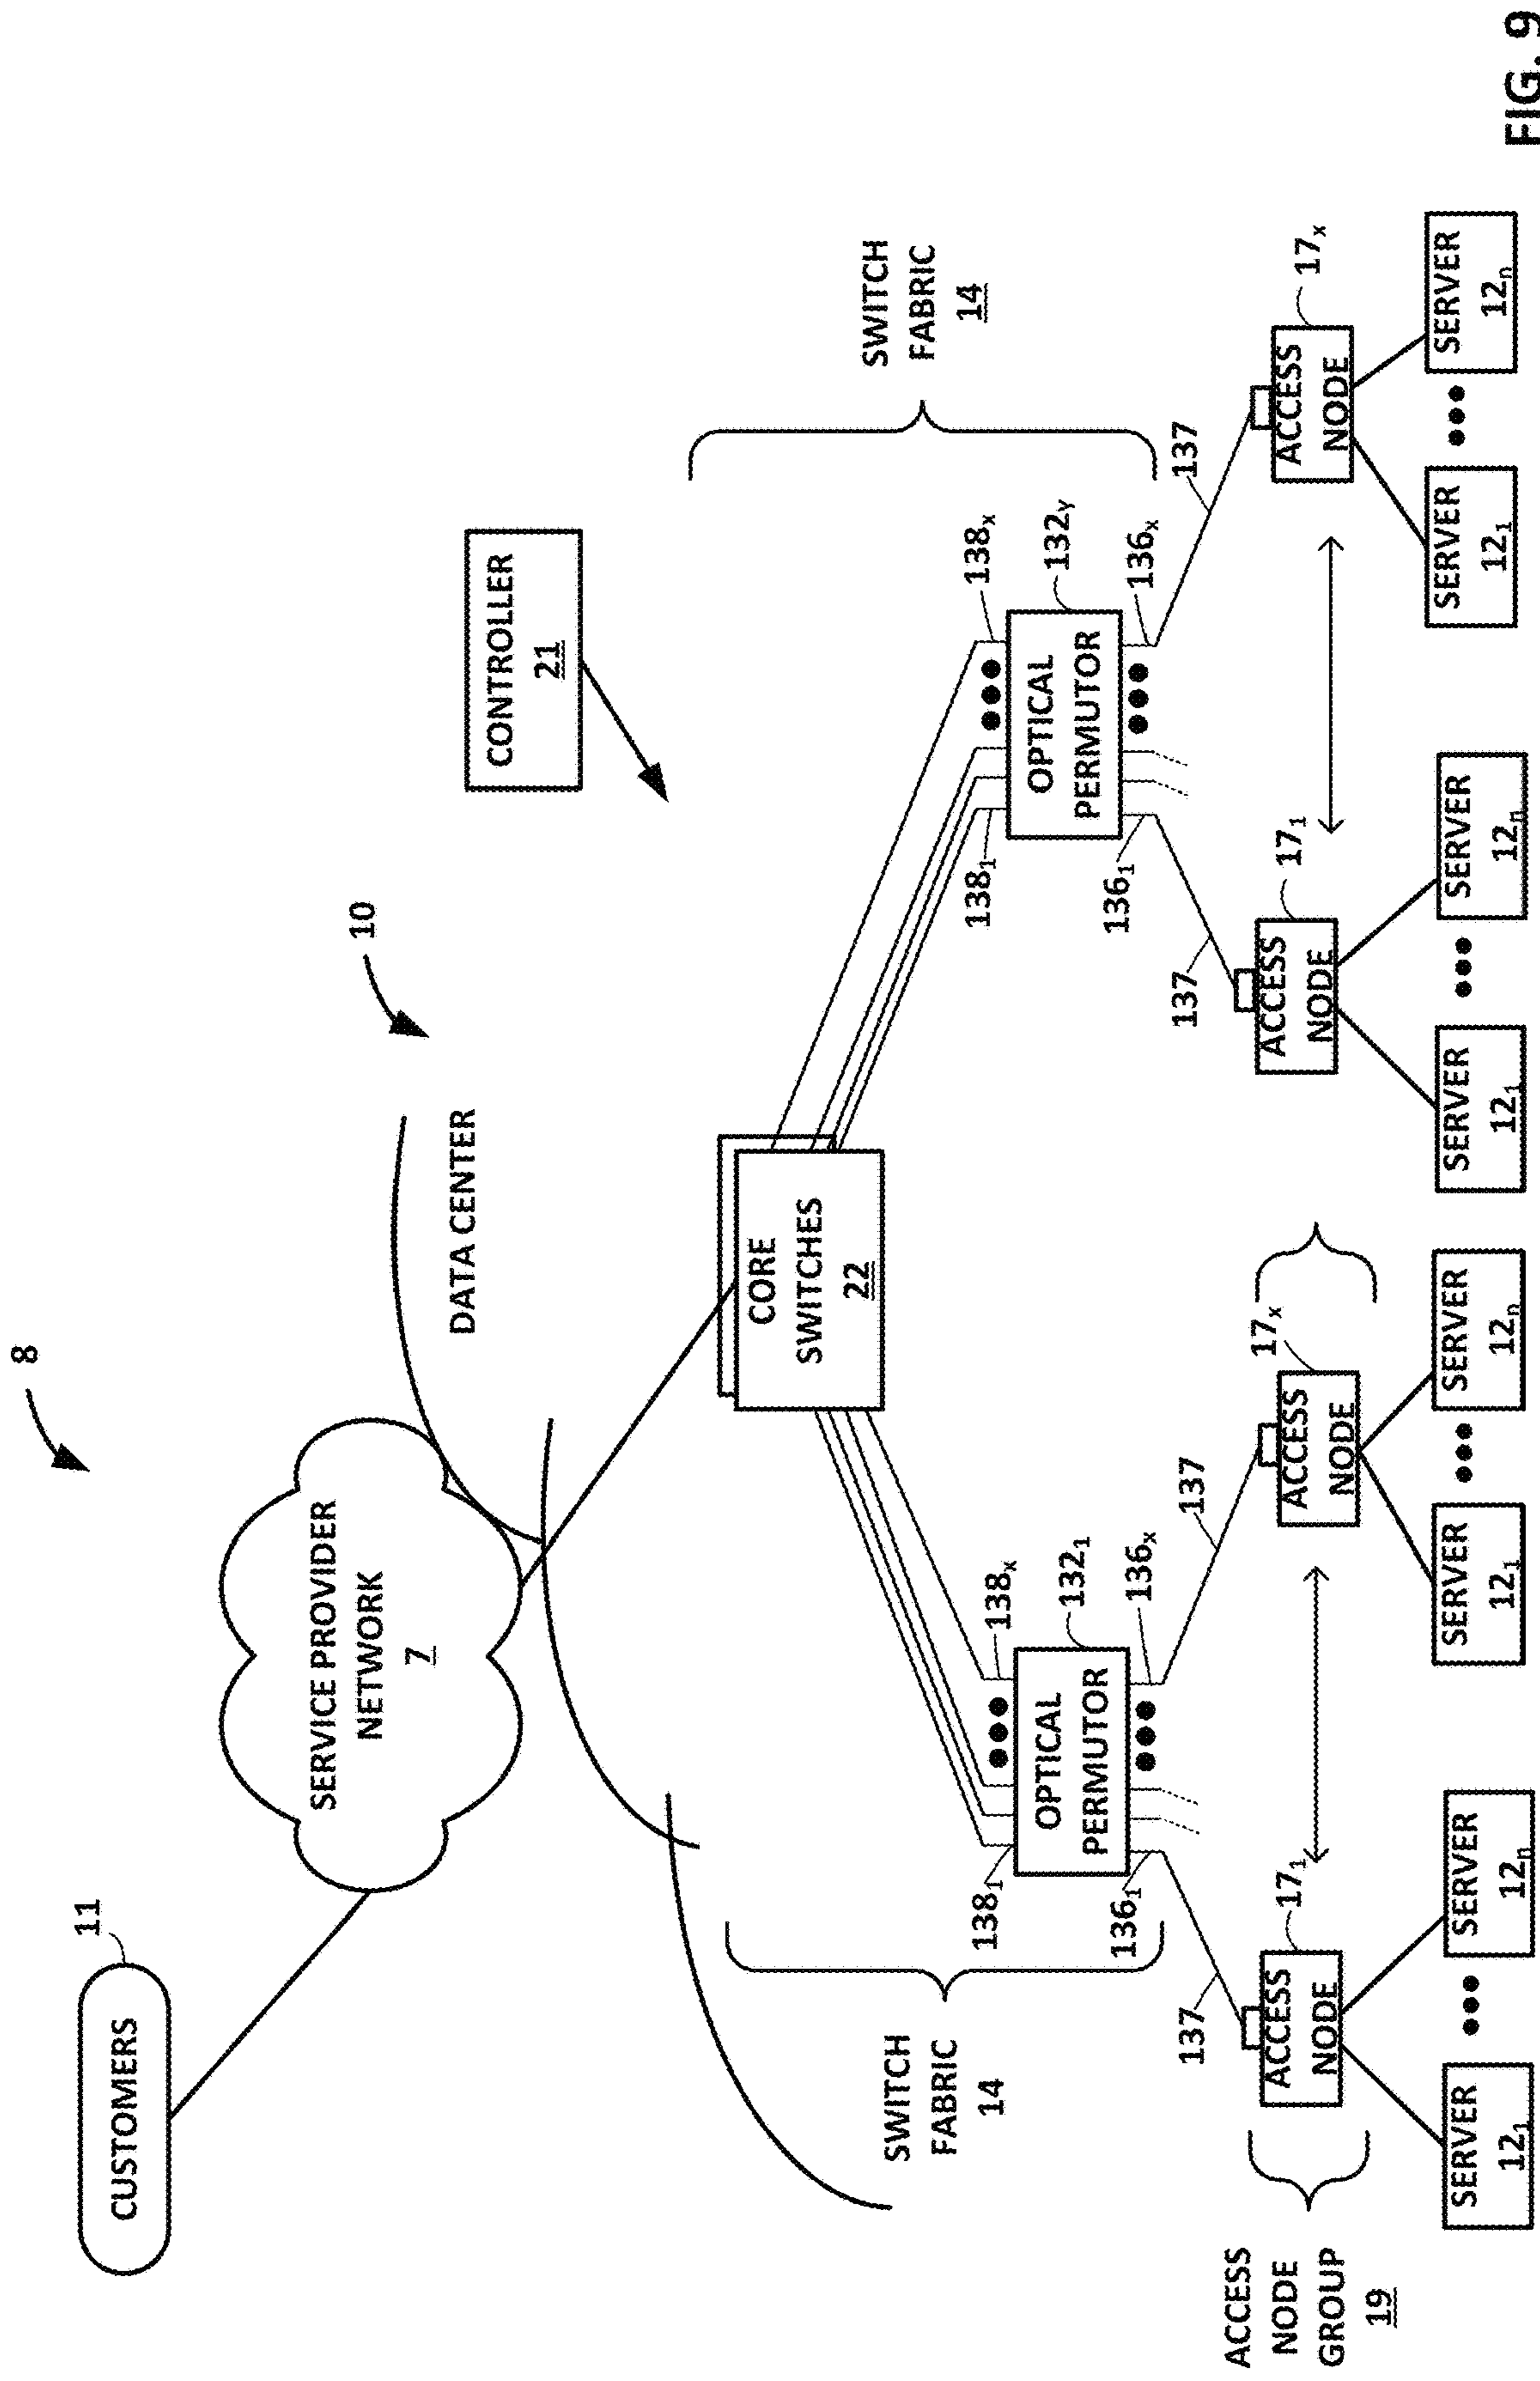 8
CUSTOMERS
11
SERVICE PROVIDER
NETWORK
7
10
DATA CENTER
CONTROLLER
21
CORE
SWITCHES
22
SWITCH
FABRIC
14
SWITCH
FABRIC
14
138₁
138ₓ
OPTICAL
PERMUTOR
132₁
136₁
136ₓ
138₁
138ₓ
OPTICAL
PERMUTOR
132ᵧ
136₁
136ₓ
137
137
137
137
ACCESS
NODE
17₁
ACCESS
NODE
17ₓ
ACCESS
NODE
17₁
ACCESS
NODE
17ₓ
ACCESS
NODE
GROUP
19
SERVER
12₁
SERVER
12ₙ
SERVER
12₁
SERVER
12ₙ
SERVER
12₁
SERVER
12ₙ
SERVER
12₁
SERVER
12ₙ
FIG. 9